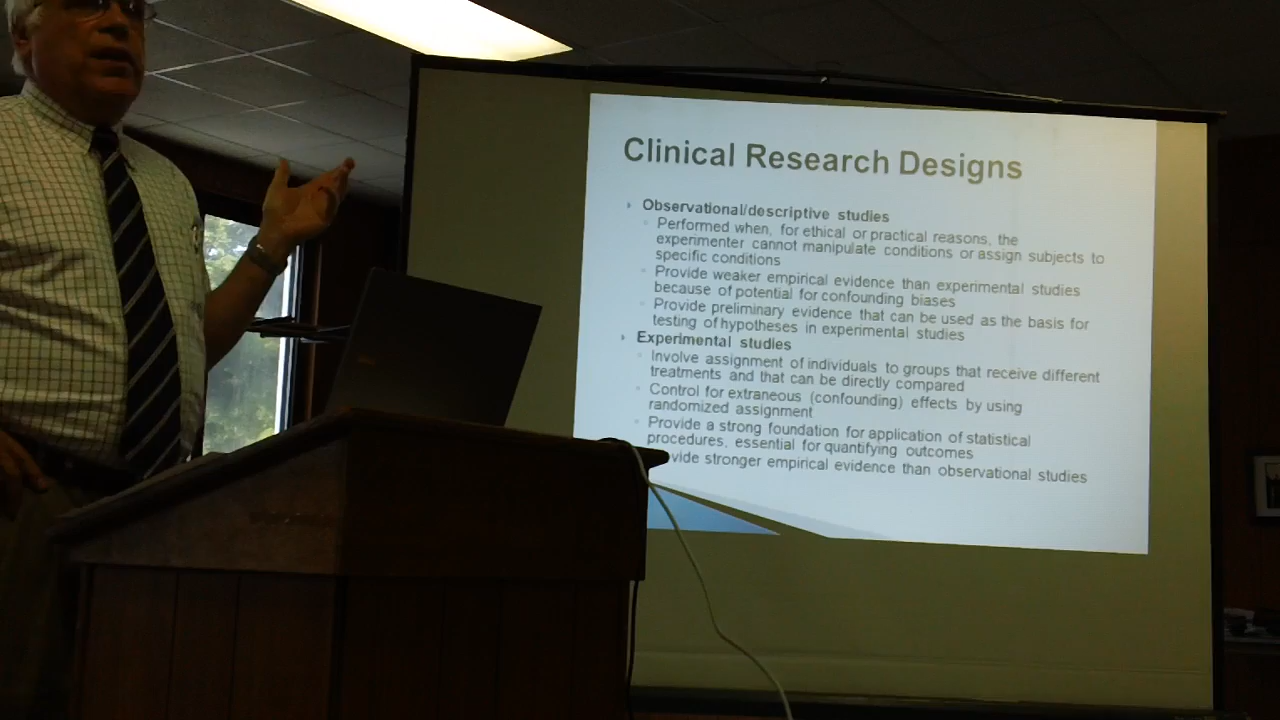 Clinical Research Designs
Observational/descriptive studies
Performed when, for ethical or practical reasons, the
experimenter cannot manipulate conditions or assign subjects to
specific conditions
Provide weaker empirical evidence than experimental studies
because of potential for confounding biases
Provide preliminary evidence that can be used as the basis for
testing of hypotheses in experimental studies
Experimental studies
Involve assignment of individuals to groups that receive different
treatments and that can be directly compared
Control for extraneous (confounding) effects by using
randomized assignment
Provide a strong foundation for application of statistical
procedures, essential for quantifying outcomes
vide stronger empirical evidence than observational studies